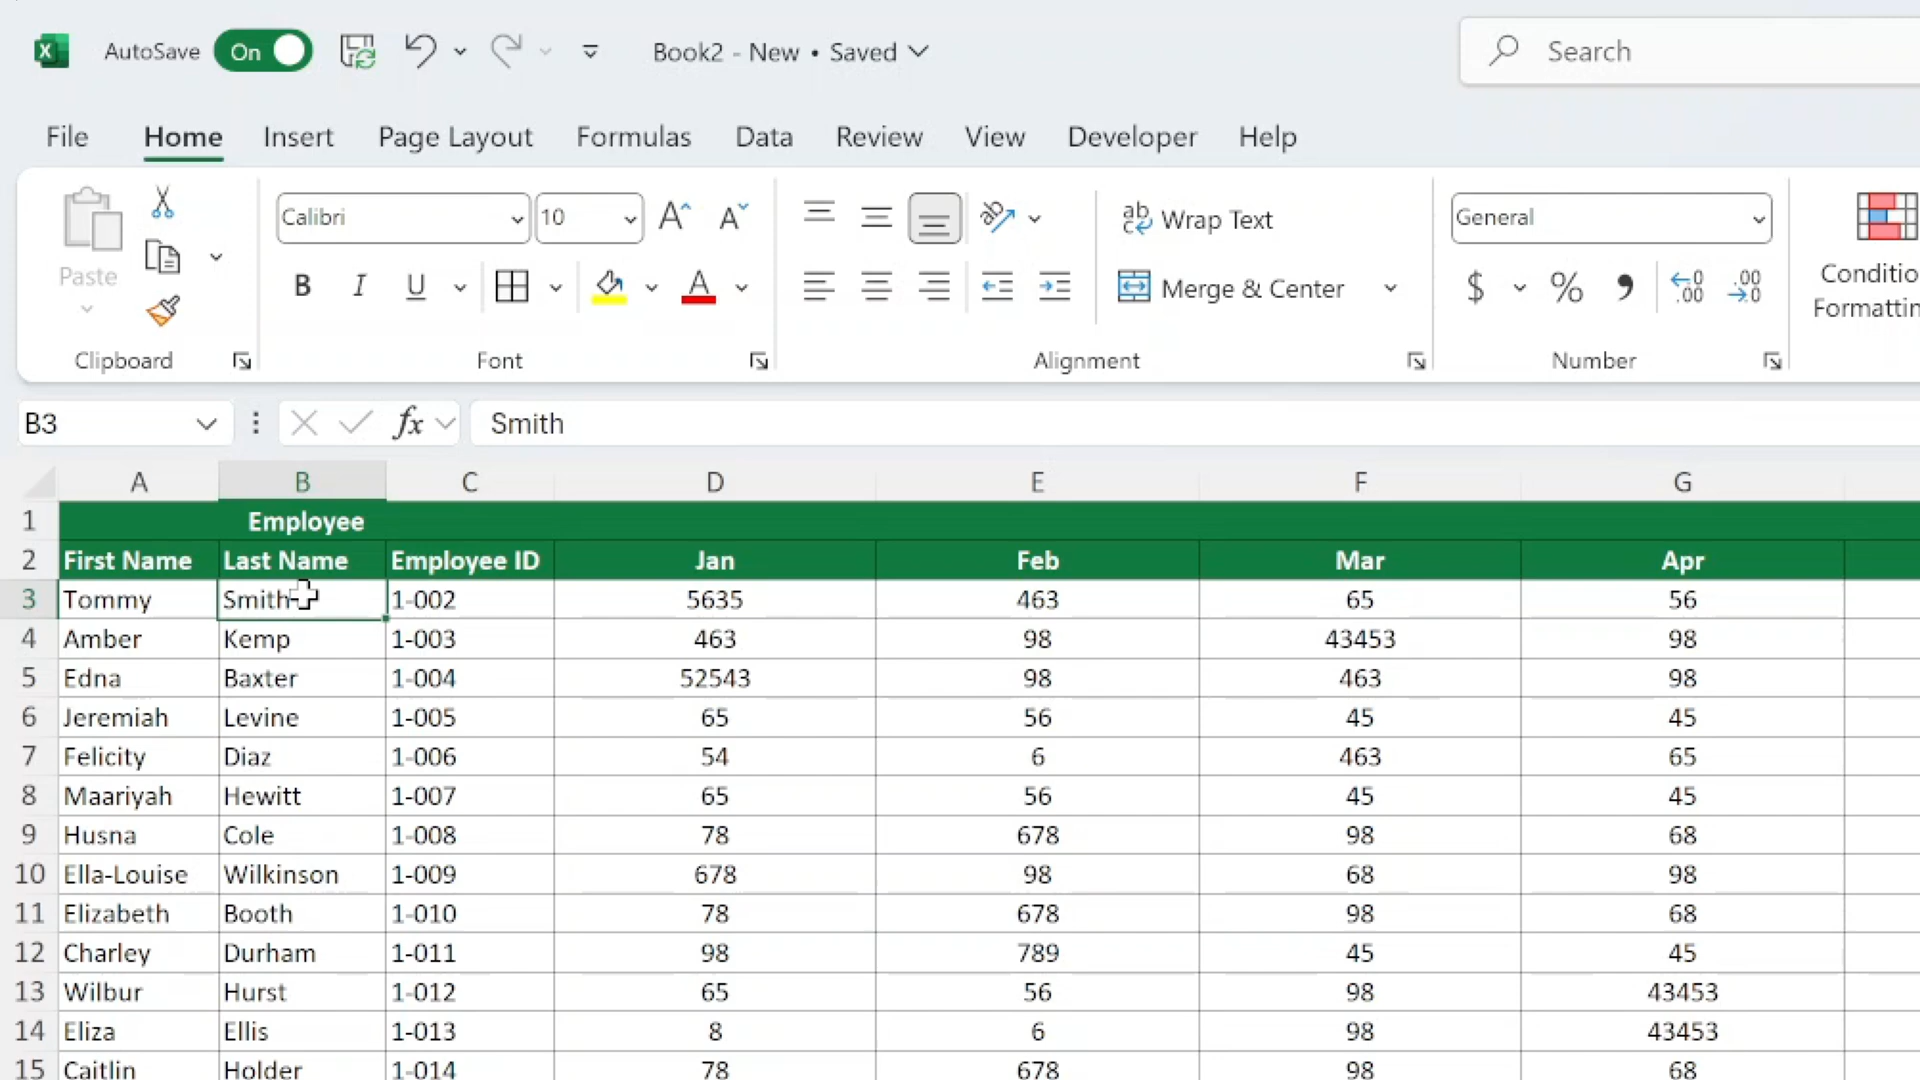 AutoSave On Book2 - New • Saved Search
File Home Insert Page Layout Formulas Data Review View Developer Help
Calibri 10 Wrap Text General
Paste B I U A Merge & Center $ % Conditio
Formattin
Clipboard Font Alignment Number
B3 fx Smith
A B C D E F G
1 Employee
2 First Name Last Name Employee ID Jan Feb Mar Apr
3 Tommy Smith 1-002 5635 463 65 56
4 Amber Kemp 1-003 463 98 43453 98
5 Edna Baxter 1-004 52543 98 463 98
6 Jeremiah Levine 1-005 65 56 45 45
7 Felicity Diaz 1-006 54 6 463 65
8 Maariyah Hewitt 1-007 65 56 45 45
9 Husna Cole 1-008 78 678 98 68
10 Ella-Louise Wilkinson 1-009 678 98 68 98
11 Elizabeth Booth 1-010 78 678 98 68
12 Charley Durham 1-011 98 789 45 45
13 Wilbur Hurst 1-012 65 56 98 43453
14 Eliza Ellis 1-013 8 6 98 43453
15 Caitlin Holder 1-014 78 678 98 68